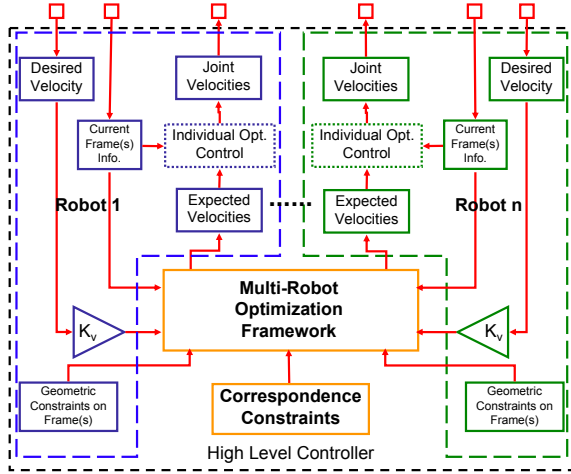 Desired
Velocity
Joint
Velocities
Joint
Velocities
Desired
Velocity
Current
Frame(s)
Info.
Individual Opt.
Control
Individual Opt.
Control
Current
Frame(s)
Info.
Robot 1
Expected
Velocities
......
Expected
Velocities
Robot n
Multi-Robot
Optimization
Framework
Kv
Kv
Geometric
Constraints on
Frame(s)
Correspondence
Constraints
Geometric
Constraints on
Frame(s)
High Level Controller